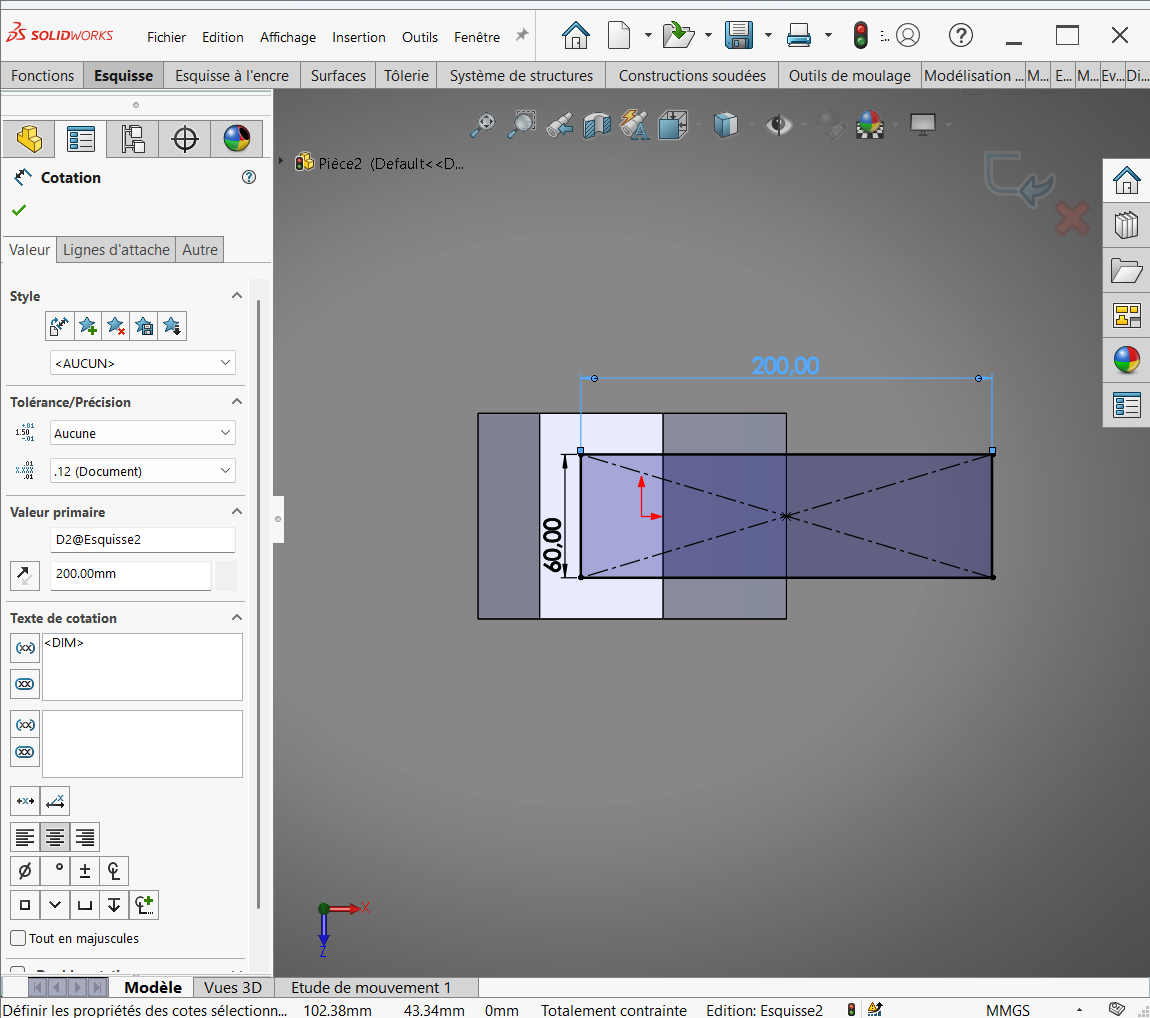 SOLIDWORKS Fichier Edition Affichage Insertion Outils Fenêtre
Fonctions Esquisse Esquisse à l'encre Surfaces Tôlerie Système de structures Constructions soudées Outils de moulage Modélisation ... M... E... M... Ev... Di...
Pièce2 (Default<<D...
Cotation
Valeur Lignes d'attache Autre
Style
<AUCUN>
Tolérance/Précision
Aucune
.12 (Document)
Valeur primaire
D2@Esquisse2
200.00mm
Texte de cotation
<DIM>
Tout en majuscules
200,00
60,00
X
Z
Modèle Vues 3D Etude de mouvement 1
Définir les propriétés des cotes sélectionn... 102.38mm 43.34mm 0mm Totalement contrainte Edition: Esquisse2 MMGS